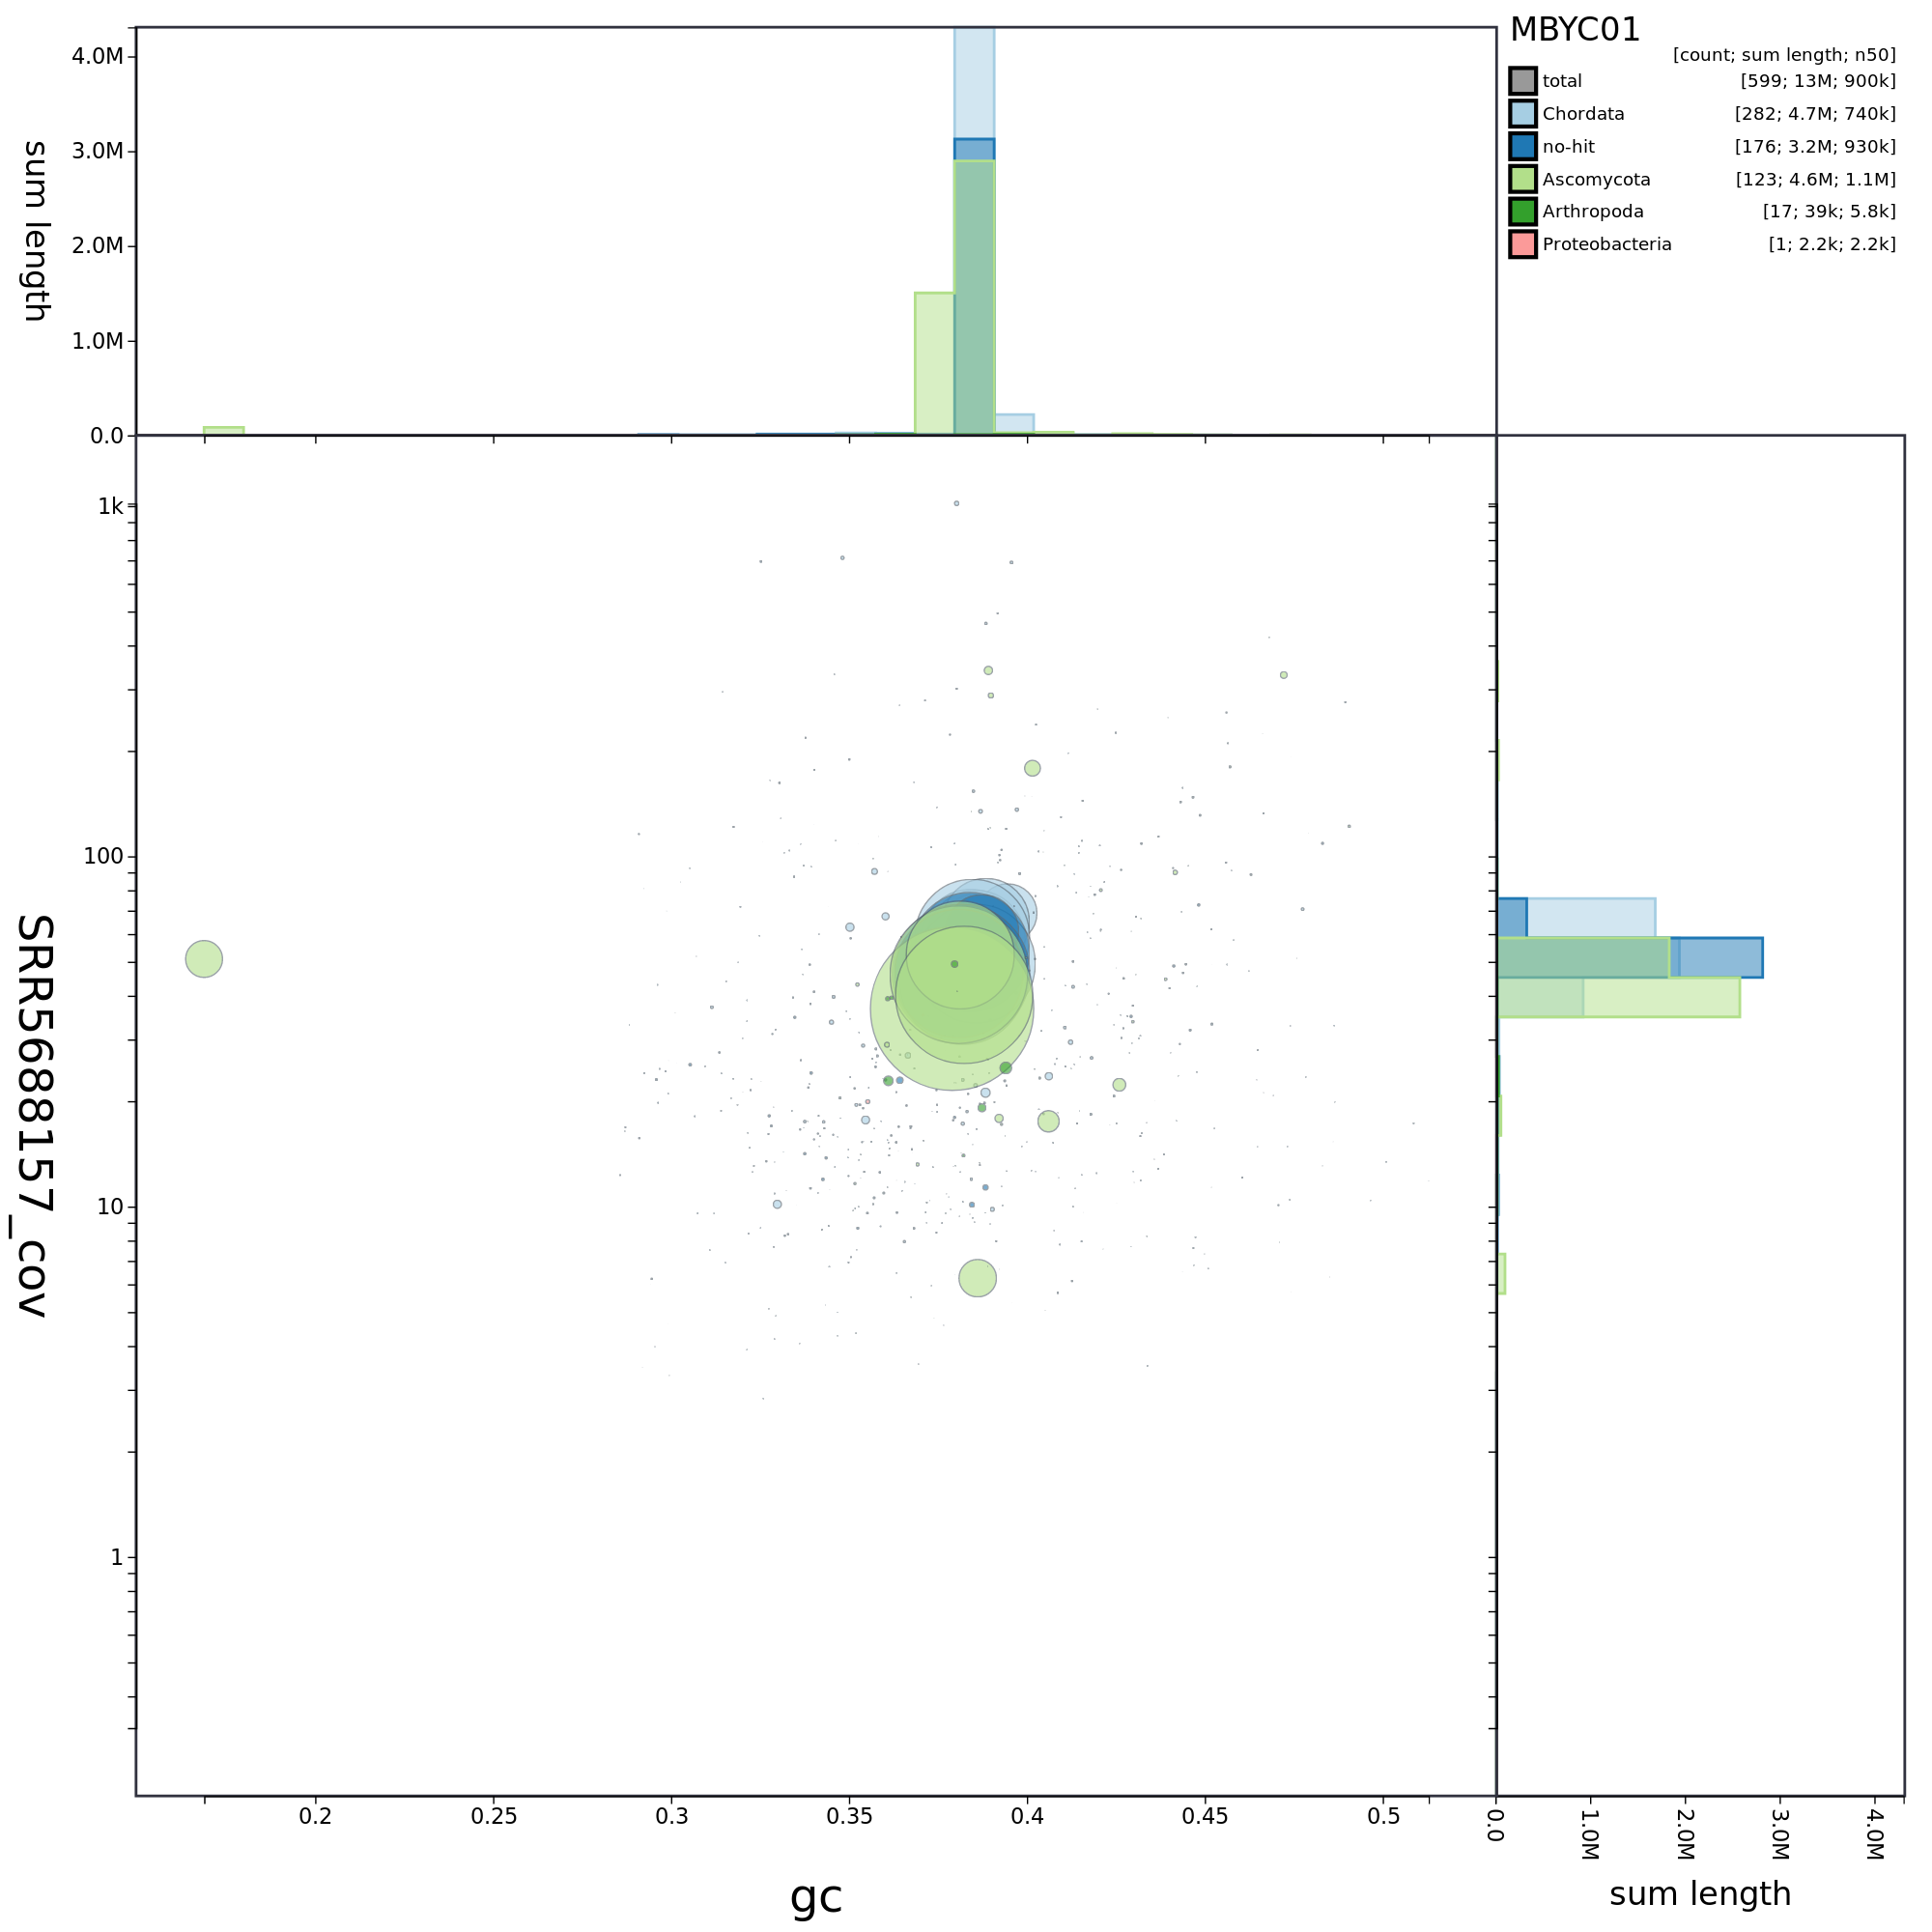 MBYC01
[count; sum length; n50]
total [599; 13M; 900k]
Chordata [282; 4.7M; 740k]
no-hit [176; 3.2M; 930k]
Ascomycota [123; 4.6M; 1.1M]
Arthropoda [17; 39k; 5.8k]
Proteobacteria [1; 2.2k; 2.2k]
sum length
4.0M
3.0M
2.0M
1.0M
0.0
SRR5688157_cov
1k
100
10
1
0.2 0.25 0.3 0.35 0.4 0.45 0.5
gc
0.0 1.0M 2.0M 3.0M 4.0M
sum length